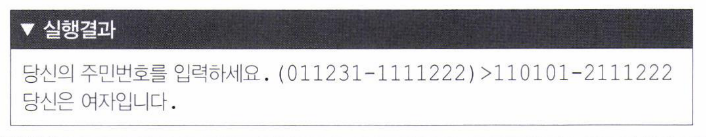 ▼ 실행결과
당신의 주민번호를 입력하세요.(011231-1111222)>110101-2111222
당신은 여자입니다.